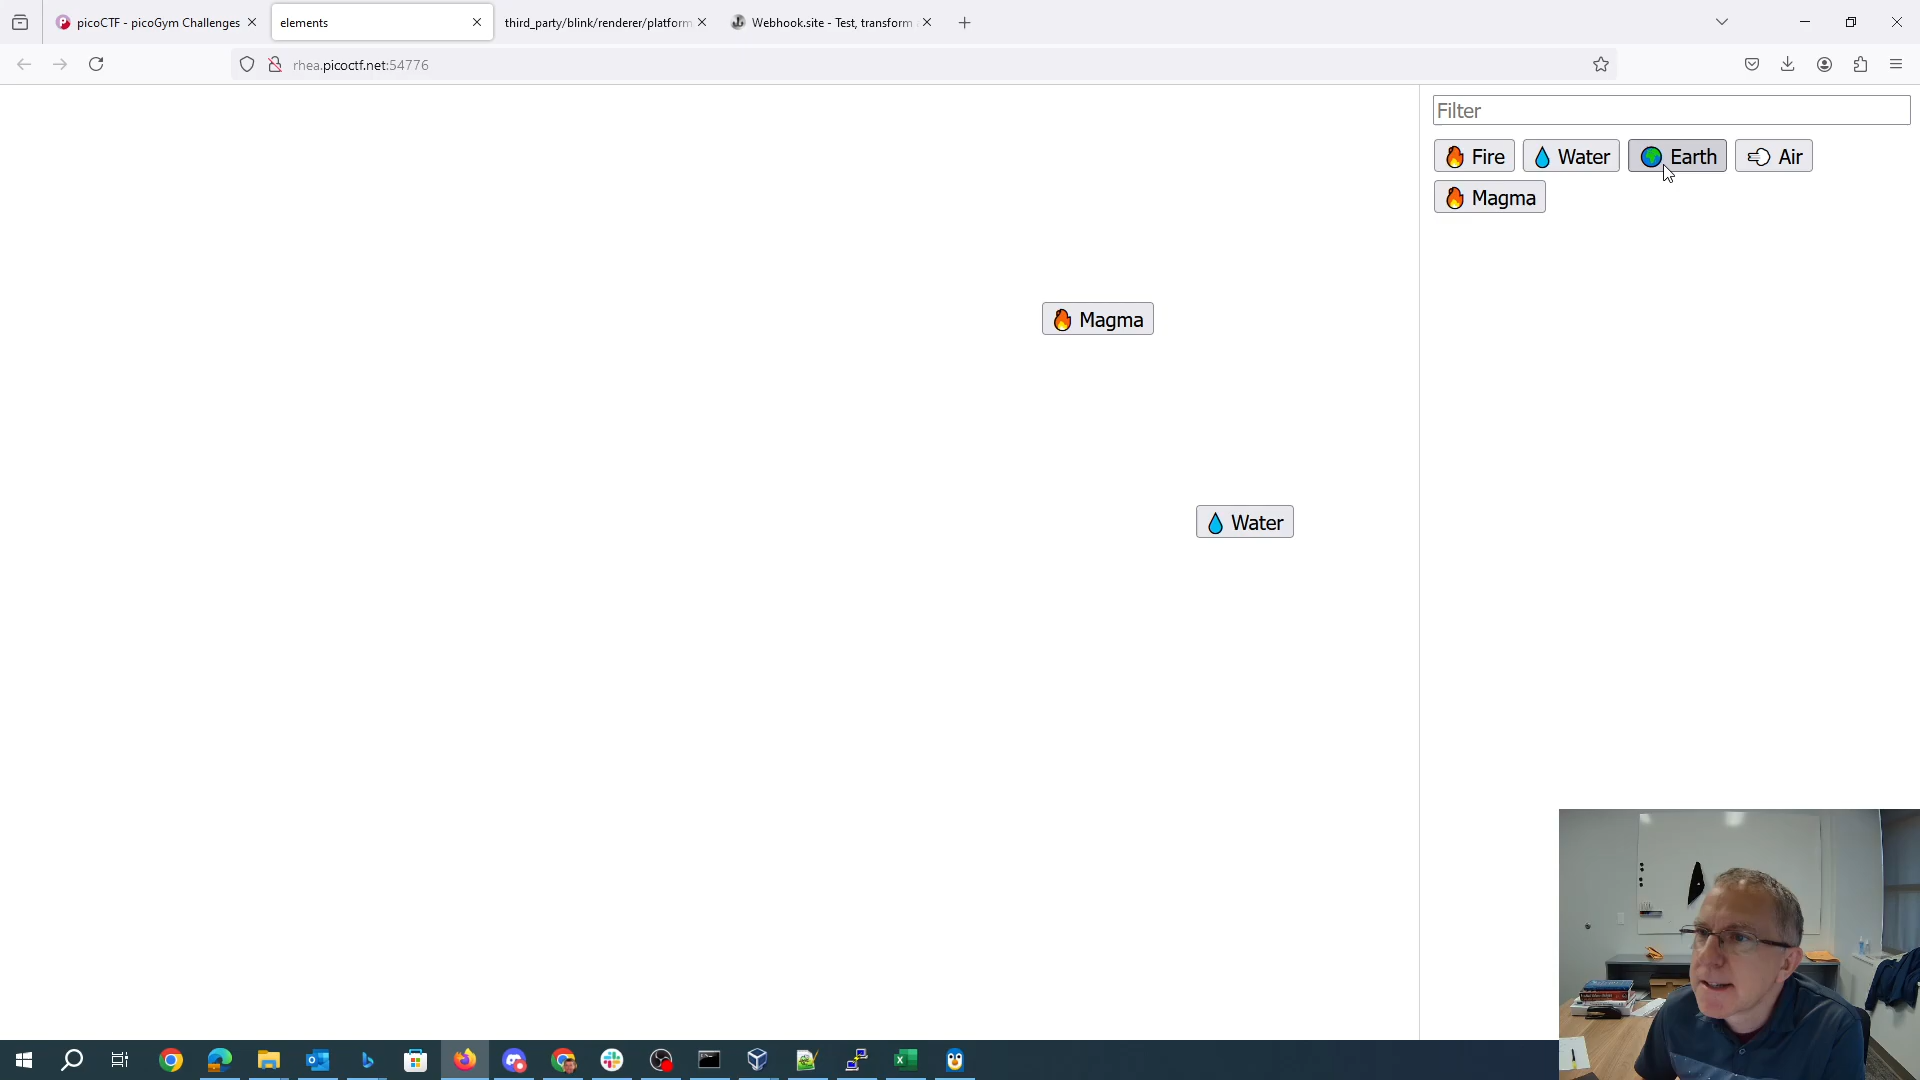 picoCTF - picoGym Challenges
elements
third_party/blink/renderer/platform
Webhook.site - Test, transform
rhea.picoctf.net:54776
Filter
Fire
Water
Earth
Air
Magma
Magma
Water